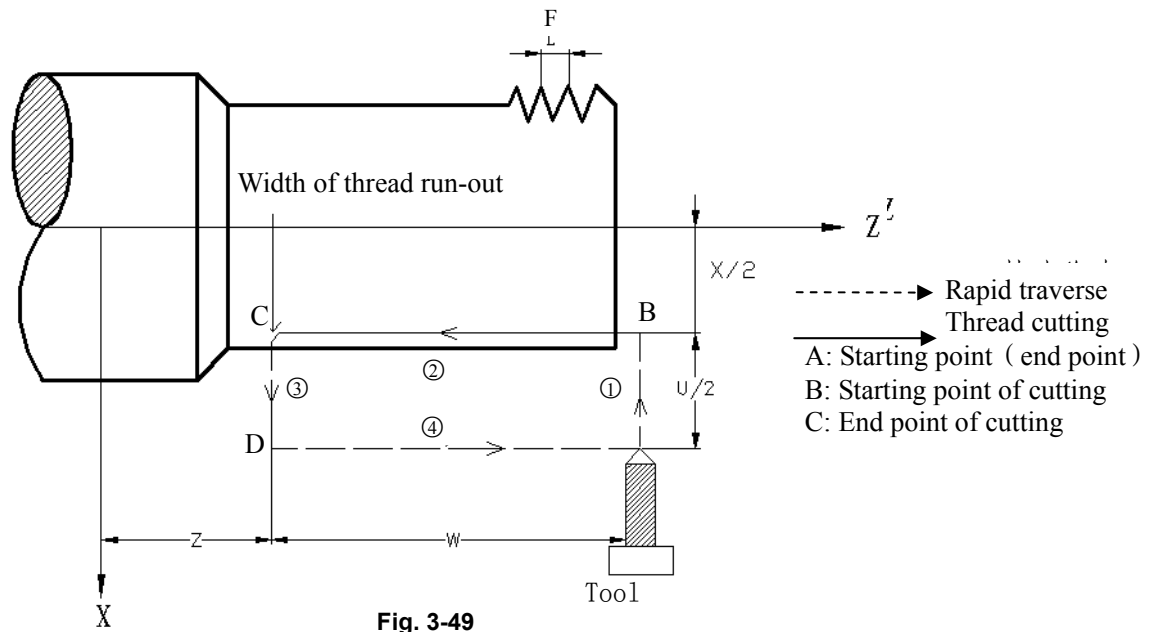 F
L
Width of thread run-out
Z
X/2
Rapid traverse
Thread cutting
C
B
A: Starting point ( end point )
② 
③
①
U/2
B: Starting point of cutting
C: End point of cutting
D
④
Z
W
Tool
X
Fig. 3-49